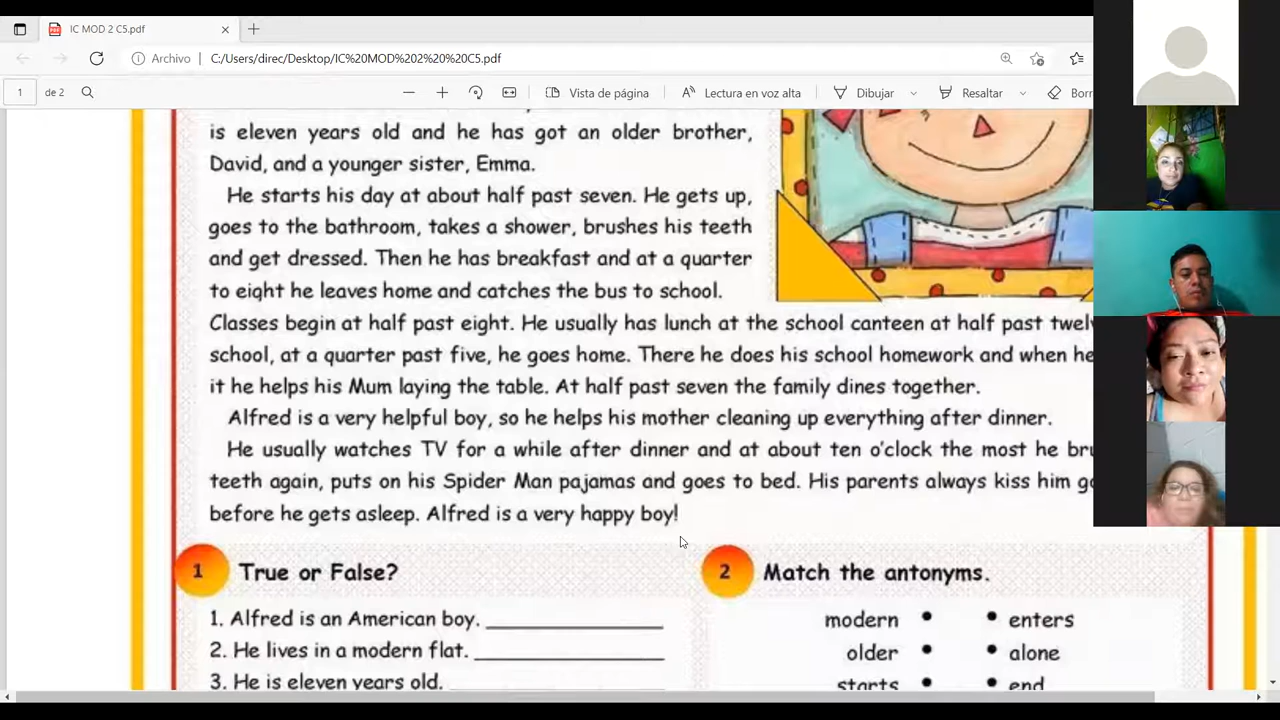 IC MOD 2 C5.pdf
Archivo
C:/Users/direc/Desktop/IC%20MOD%202%20%20C5.pdf
1 de 2
Vista de página
Lectura en voz alta
Dibujar
Resaltar
Borr
is eleven years old and he has got an older brother,
David, and a younger sister, Emma.
He starts his day at about half past seven. He gets up,
goes to the bathroom, takes a shower, brushes his teeth
and get dressed. Then he has breakfast and at a quarter
to eight he leaves home and catches the bus to school.
Classes begin at half past eight. He usually has lunch at the school canteen at half past twel
school, at a quarter past five, he goes home. There he does his school homework and when he
it he helps his Mum laying the table. At half past seven the family dines together.
Alfred is a very helpful boy, so he helps his mother cleaning up everything after dinner.
He usually watches TV for a while after dinner and at about ten o'clock the most he bru
teeth again, puts on his Spider Man pajamas and goes to bed. His parents always kiss him go
before he gets asleep. Alfred is a very happy boy!
1 True or False?
1. Alfred is an American boy.
2. He lives in a modern flat.
3. He is eleven years old.
2 Match the antonyms.
modern • • enters
older • • alone
starts • • end